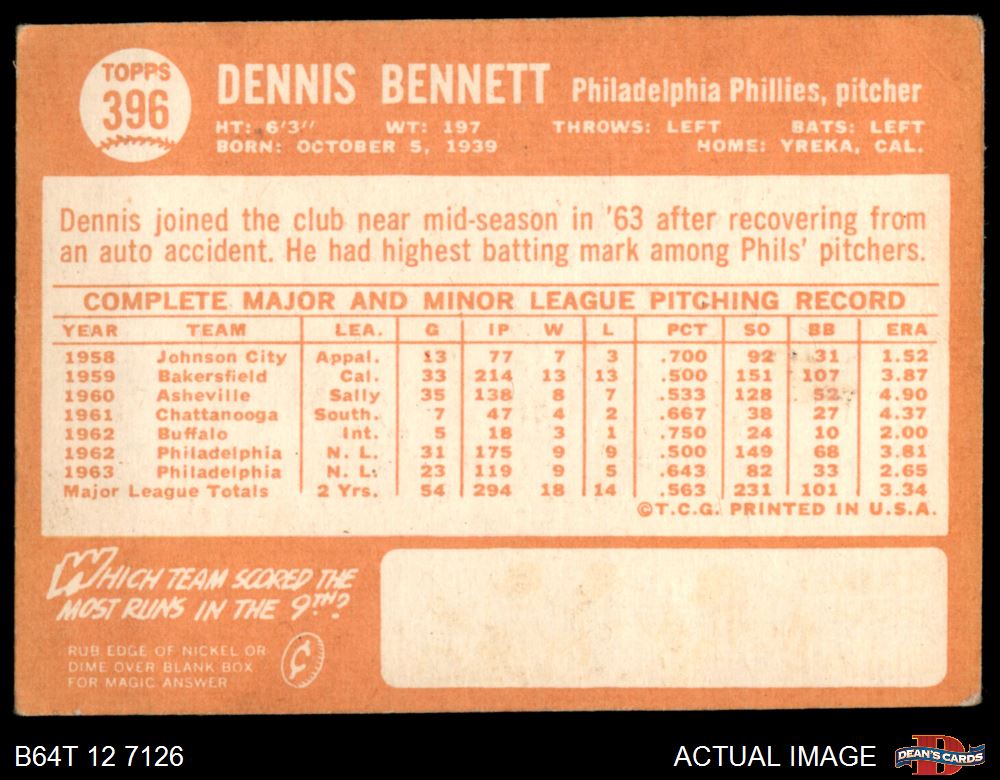 TOPPS
396
DENNIS BENNETT Philadelphia Phillies, pitcher
HT: 6'3" WT: 197 THROWS: LEFT BATS: LEFT
BORN: OCTOBER 5, 1939 HOME: YREKA, CAL.
Dennis joined the club near mid-season in '63 after recovering from
an auto accident. He had highest batting mark among Phils' pitchers.
COMPLETE MAJOR AND MINOR LEAGUE PITCHING RECORD
YEAR TEAM LEA. G IP W L PCT SO BB ERA
1958 Johnson City Appal. 13 77 7 3 .700 92 31 1.52
1959 Bakersfield Cal. 33 214 13 13 .500 151 107 3.87
1960 Asheville Sally 35 138 8 7 .533 128 52 4.90
1961 Chattanooga South. 7 47 4 2 .667 38 27 4.37
1962 Buffalo Int. 5 18 3 1 .750 24 10 2.00
1962 Philadelphia N. L. 31 175 9 9 .500 149 68 3.81
1963 Philadelphia N. L. 23 119 9 5 .643 82 33 2.65
Major League Totals 2 Yrs. 54 294 18 14 .563 231 101 3.34
©T.C.G. PRINTED IN U.S.A.
WHICH TEAM SCORED THE
MOST RUNS IN THE 9TH?
RUB EDGE OF NICKEL OR
DIME OVER BLANK BOX
FOR MAGIC ANSWER
B64T 12 7126 ACTUAL IMAGE DEAN'S CARDS